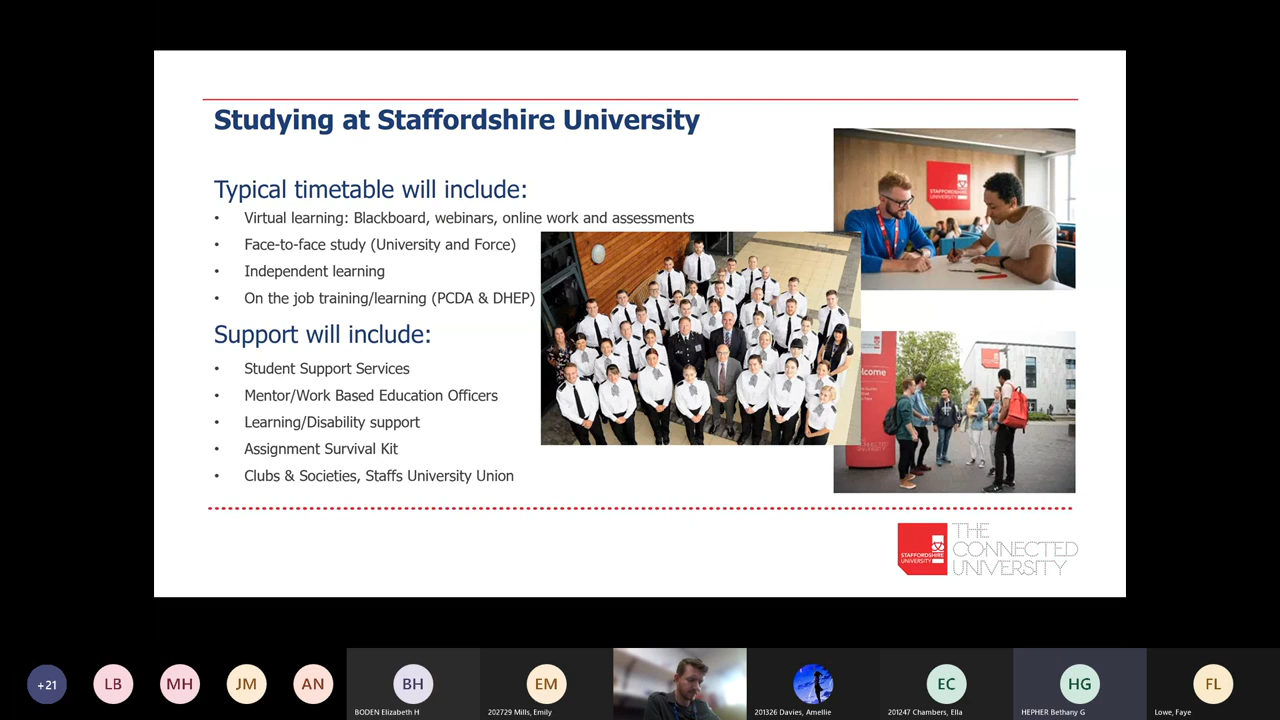 Studying at Staffordshire University
Typical timetable will include:
• Virtual learning: Blackboard, webinars, online work and assessments
• Face-to-face study (University and Force)
• Independent learning
• On the job training/learning (PCDA & DHEP)
Support will include:
• Student Support Services
• Mentor/Work Based Education Officers
• Learning/Disability support
• Assignment Survival Kit
• Clubs & Societies, Staffs University Union
STAFFORDSHIRE
UNIVERSITY
elcome
STAFFORDSHIRE
UNIVERSITY
THE
CONNECTED
UNIVERSITY
+21
LB
MH
JM
AN
BH
BODEN Elizabeth H
EM
202729 Mills, Emily
201326 Davies, Amellie
EC
201247 Chambers, Ella
HG
HEPHER Bethany G
FL
Lowe, Faye